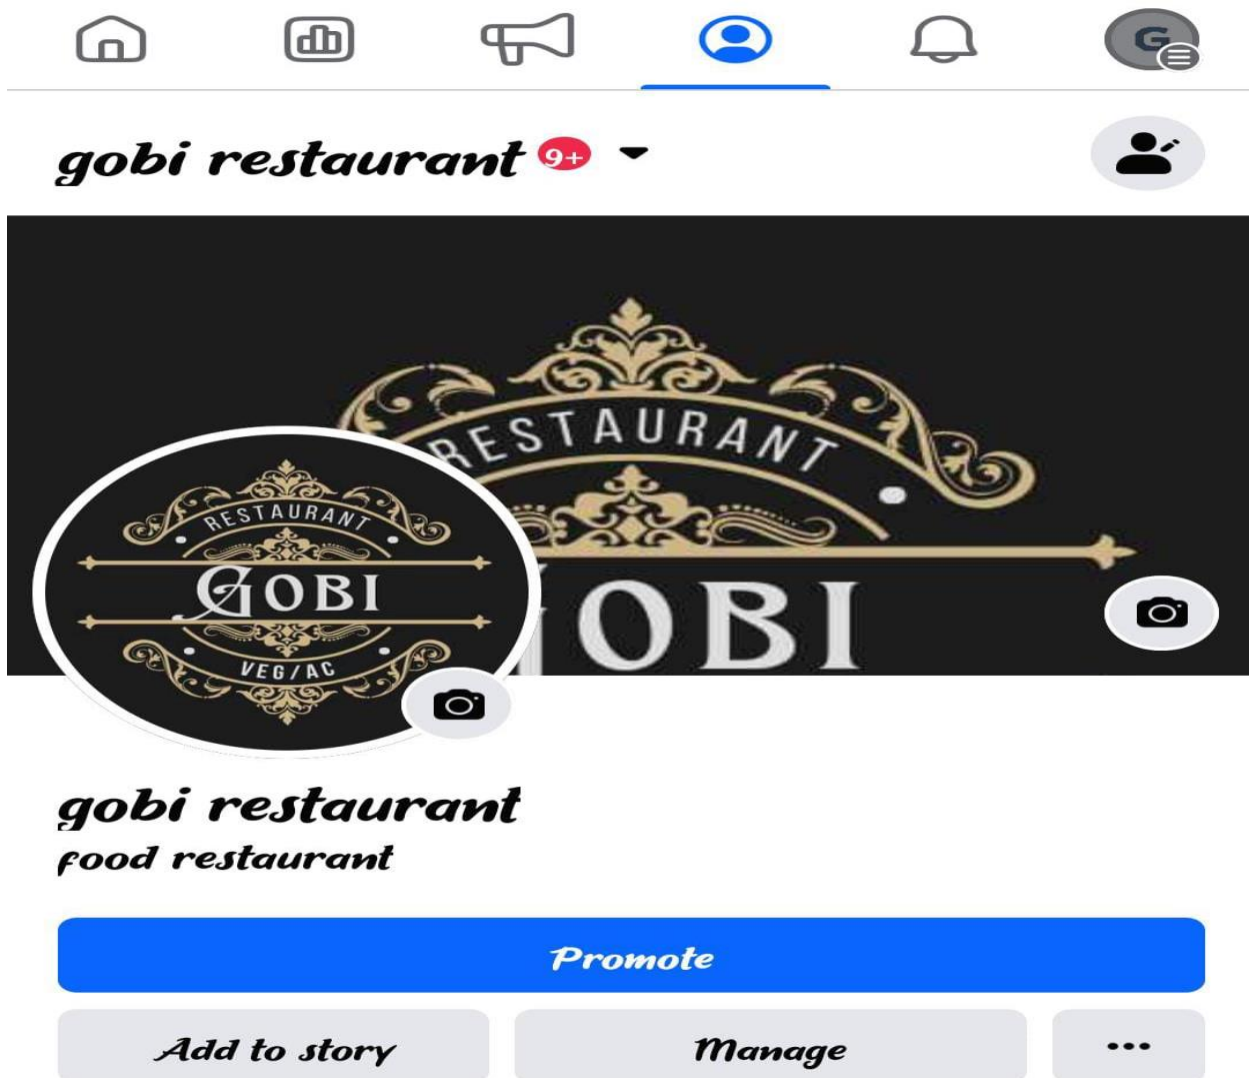 G
gobi restaurant 9+
RESTAURANT
OBI
RESTAURANT
GOBI
VEG/AC
gobi restaurant
food restaurant
Promote
Add to story
Manage